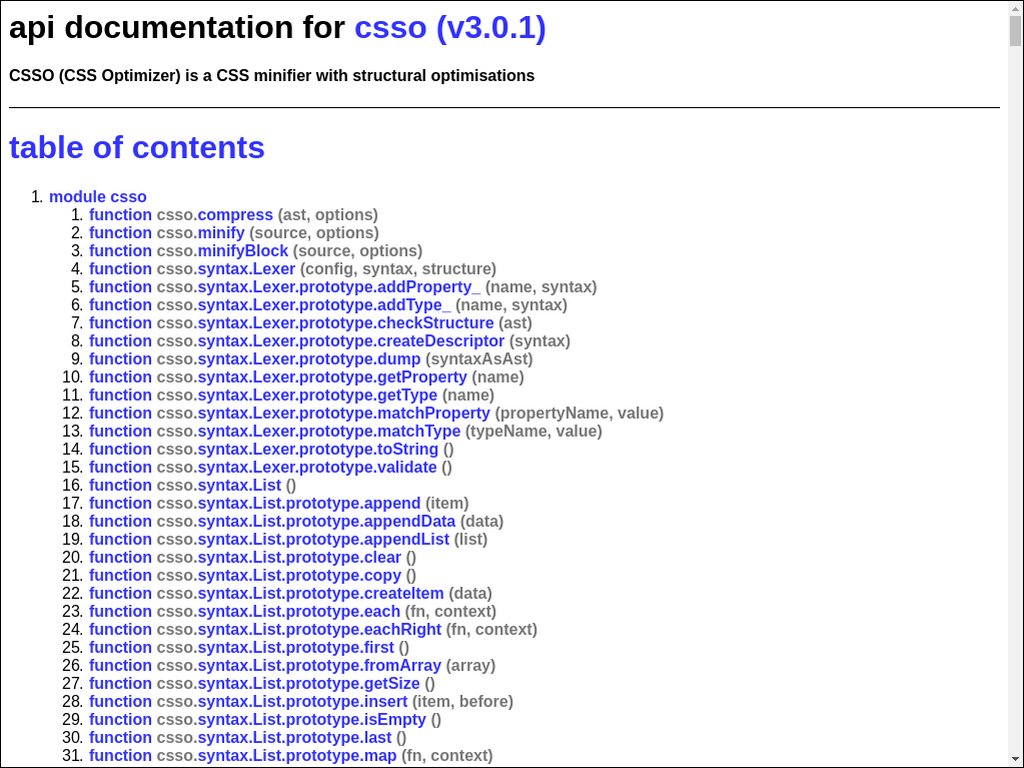 api documentation for csso (v3.0.1)
CSSO (CSS Optimizer) is a CSS minifier with structural optimisations
table of contents
1. module csso
1. function csso.compress (ast, options)
2. function csso.minify (source, options)
3. function csso.minifyBlock (source, options)
4. function csso.syntax.Lexer (config, syntax, structure)
5. function csso.syntax.Lexer.prototype.addProperty_ (name, syntax)
6. function csso.syntax.Lexer.prototype.addType_ (name, syntax)
7. function csso.syntax.Lexer.prototype.checkStructure (ast)
8. function csso.syntax.Lexer.prototype.createDescriptor (syntax)
9. function csso.syntax.Lexer.prototype.dump (syntaxAsAst)
10. function csso.syntax.Lexer.prototype.getProperty (name)
11. function csso.syntax.Lexer.prototype.getType (name)
12. function csso.syntax.Lexer.prototype.matchProperty (propertyName, value)
13. function csso.syntax.Lexer.prototype.matchType (typeName, value)
14. function csso.syntax.Lexer.prototype.toString ()
15. function csso.syntax.Lexer.prototype.validate ()
16. function csso.syntax.List ()
17. function csso.syntax.List.prototype.append (item)
18. function csso.syntax.List.prototype.appendData (data)
19. function csso.syntax.List.prototype.appendList (list)
20. function csso.syntax.List.prototype.clear ()
21. function csso.syntax.List.prototype.copy ()
22. function csso.syntax.List.prototype.createItem (data)
23. function csso.syntax.List.prototype.each (fn, context)
24. function csso.syntax.List.prototype.eachRight (fn, context)
25. function csso.syntax.List.prototype.first ()
26. function csso.syntax.List.prototype.fromArray (array)
27. function csso.syntax.List.prototype.getSize ()
28. function csso.syntax.List.prototype.insert (item, before)
29. function csso.syntax.List.prototype.isEmpty ()
30. function csso.syntax.List.prototype.last ()
31. function csso.syntax.List.prototype.map (fn, context)